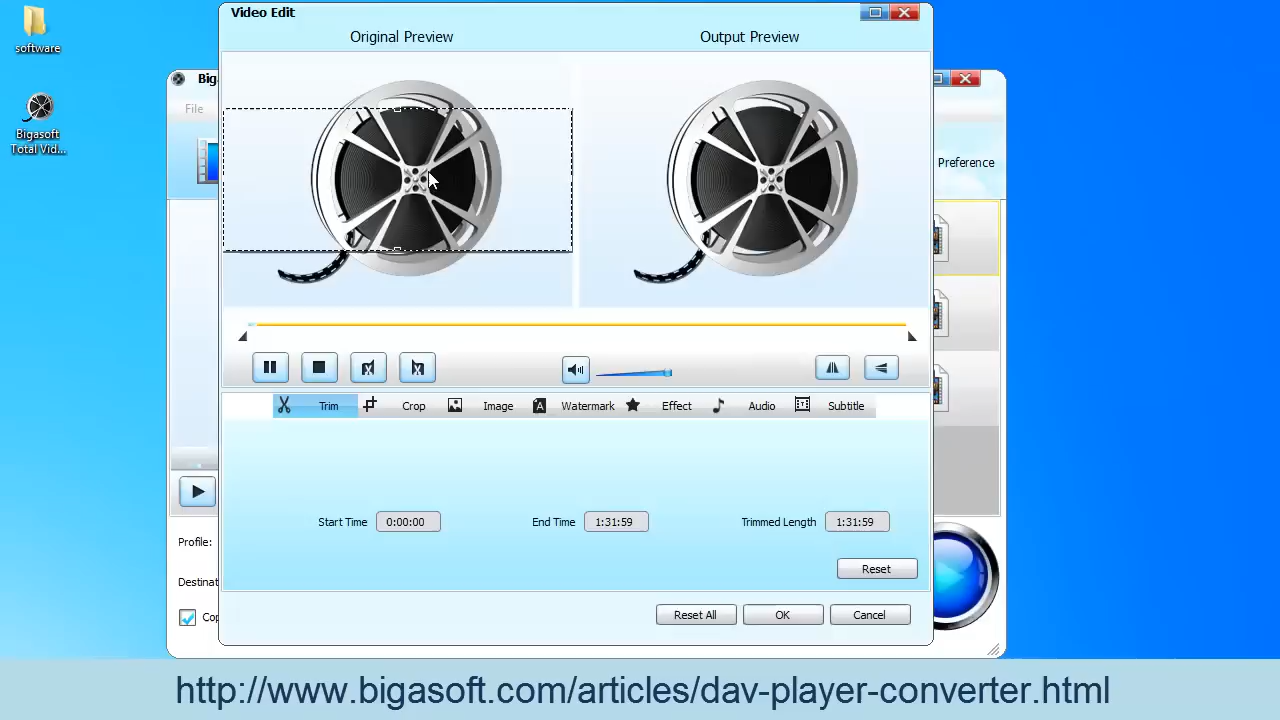 software
Bigasoft
Total Vid...
Video Edit
Original Preview
Output Preview
Big
File
Preference
Trim
Crop
Image
A
Watermark
Effect
Audio
Subtitle
Start Time
0:00:00
End Time
1:31:59
Trimmed Length
1:31:59
Reset
Profile:
Destinat
Cop
Reset All
OK
Cancel
http://www.bigasoft.com/articles/dav-player-converter.html